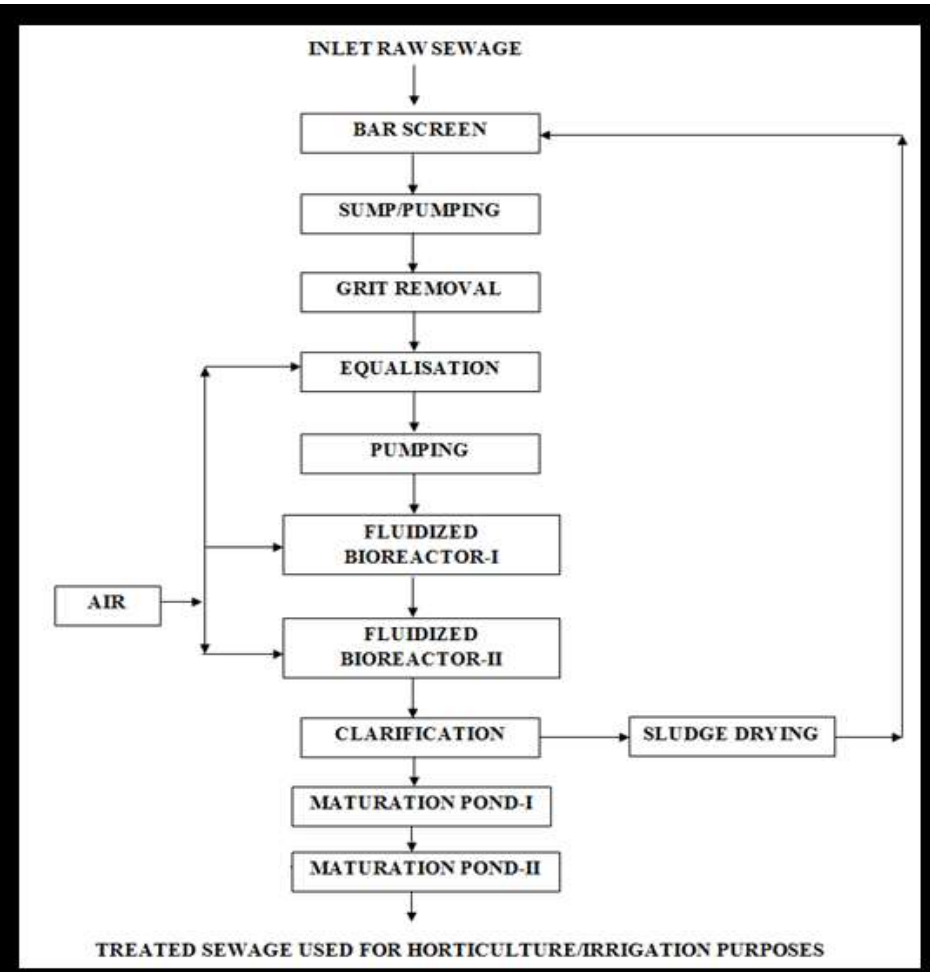 INLET RAW SEWAGE
BAR SCREEN
SUMP/PUMPING
GRIT REMOVAL
EQUALISATION
PUMPING
FLUIDIZED
BIOREACTOR-I
AIR
FLUIDIZED
BIOREACTOR-II
CLARIFICATION
SLUDGE DRYING
MATURATION POND-I
MATURATION POND-II
TREATED SEWAGE USED FOR HORTICULTURE/IRRIGATION PURPOSES